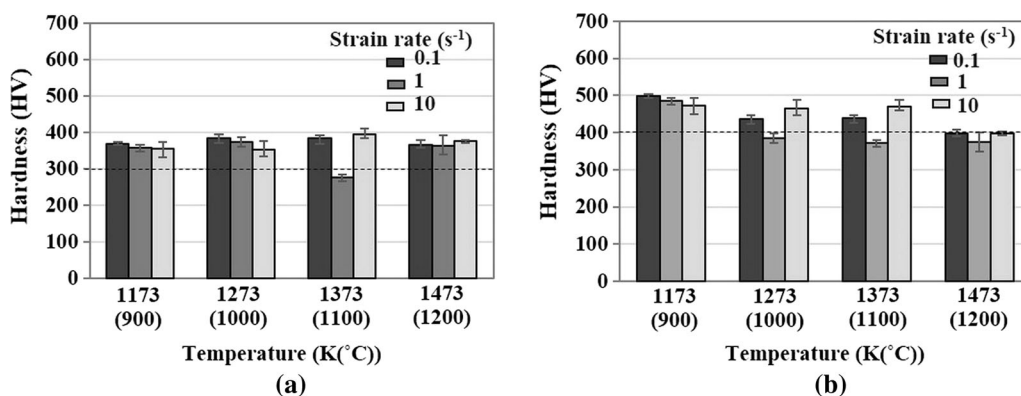 700
600
500
400
300
200
100
0
Hardness (HV)
Strain rate (s⁻¹)
0.1
1
10
1173 1273 1373 1473
(900) (1000) (1100) (1200)
Temperature (K(˚C))
(a)
700
600
500
400
300
200
100
0
Hardness (HV)
Strain rate (s⁻¹)
0.1
1
10
1173 1273 1373 1473
(900) (1000) (1100) (1200)
Temperature (K(˚C))
(b)